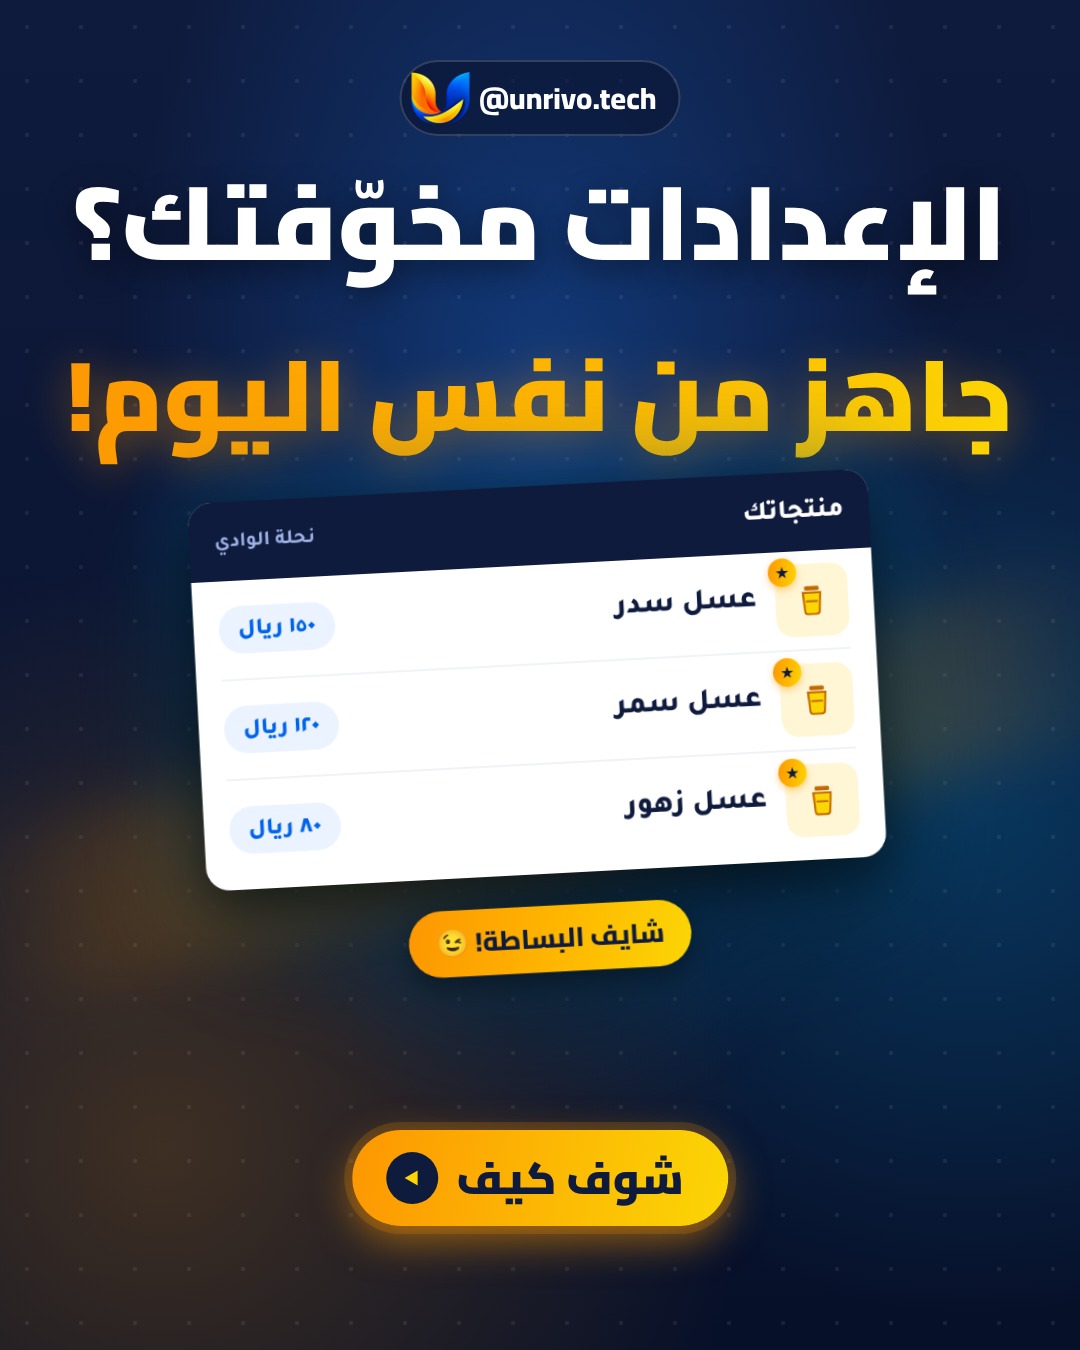 @unrivo.tech
الإعدادات مخوّفتك؟
جاهز من نفس اليوم!
منتجاتك
نحلة الوادي
عسل سدر
١٥٠ ريال
عسل سمر
١٢٠ ريال
عسل زهور
٨٠ ريال
شايف البساطة! 😉
شوف كيف